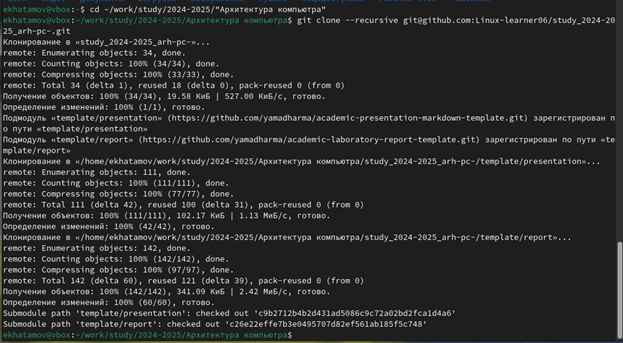 ekhatamov@vbox:~$ cd ~/work/study/2024-2025/"Архитектура компьютера"
ekhatamov@vbox:~/work/study/2024-2025/Архитектура компьютера$ git clone --recursive git@github.com:Linux-learner06/study_2024-20
25_arh-pc-.git
Клонирование в «study_2024-2025_arh-pc-»...
remote: Enumerating objects: 34, done.
remote: Counting objects: 100% (34/34), done.
remote: Compressing objects: 100% (33/33), done.
remote: Total 34 (delta 1), reused 18 (delta 0), pack-reused 0 (from 0)
Получение объектов: 100% (34/34), 19.58 КиБ | 527.00 КиБ/с, готово.
Определение изменений: 100% (1/1), готово.
Подмодуль «template/presentation» (https://github.com/yamadharma/academic-presentation-markdown-template.git) зарегистрирован п
о пути «template/presentation»
Подмодуль «template/report» (https://github.com/yamadharma/academic-laboratory-report-template.git) зарегистрирован по пути «te
mplate/report»
Клонирование в «/home/ekhatamov/work/study/2024-2025/Архитектура компьютера/study_2024-2025_arh-pc-/template/presentation»...
remote: Enumerating objects: 111, done.
remote: Counting objects: 100% (111/111), done.
remote: Compressing objects: 100% (77/77), done.
remote: Total 111 (delta 42), reused 100 (delta 31), pack-reused 0 (from 0)
Получение объектов: 100% (111/111), 102.17 КиБ | 1.13 МиБ/с, готово.
Определение изменений: 100% (42/42), готово.
Клонирование в «/home/ekhatamov/work/study/2024-2025/Архитектура компьютера/study_2024-2025_arh-pc-/template/report»...
remote: Enumerating objects: 142, done.
remote: Counting objects: 100% (142/142), done.
remote: Compressing objects: 100% (97/97), done.
remote: Total 142 (delta 60), reused 121 (delta 39), pack-reused 0 (from 0)
Получение объектов: 100% (142/142), 341.09 КиБ | 2.42 МиБ/с, готово.
Определение изменений: 100% (60/60), готово.
Submodule path 'template/presentation': checked out 'c9b2712b4b2d431ad5086c9c72a02bd2fca1d4a6'
Submodule path 'template/report': checked out 'c26e22effe7b3e0495707d82ef561ab185f5c748'
ekhatamov@vbox:~/work/study/2024-2025/Архитектура компьютера$